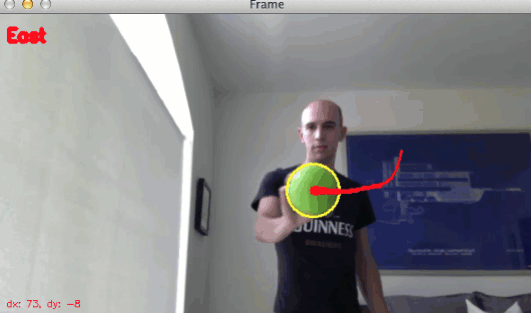 Frame
East
GUINNESS
dx: 73, dy: −8